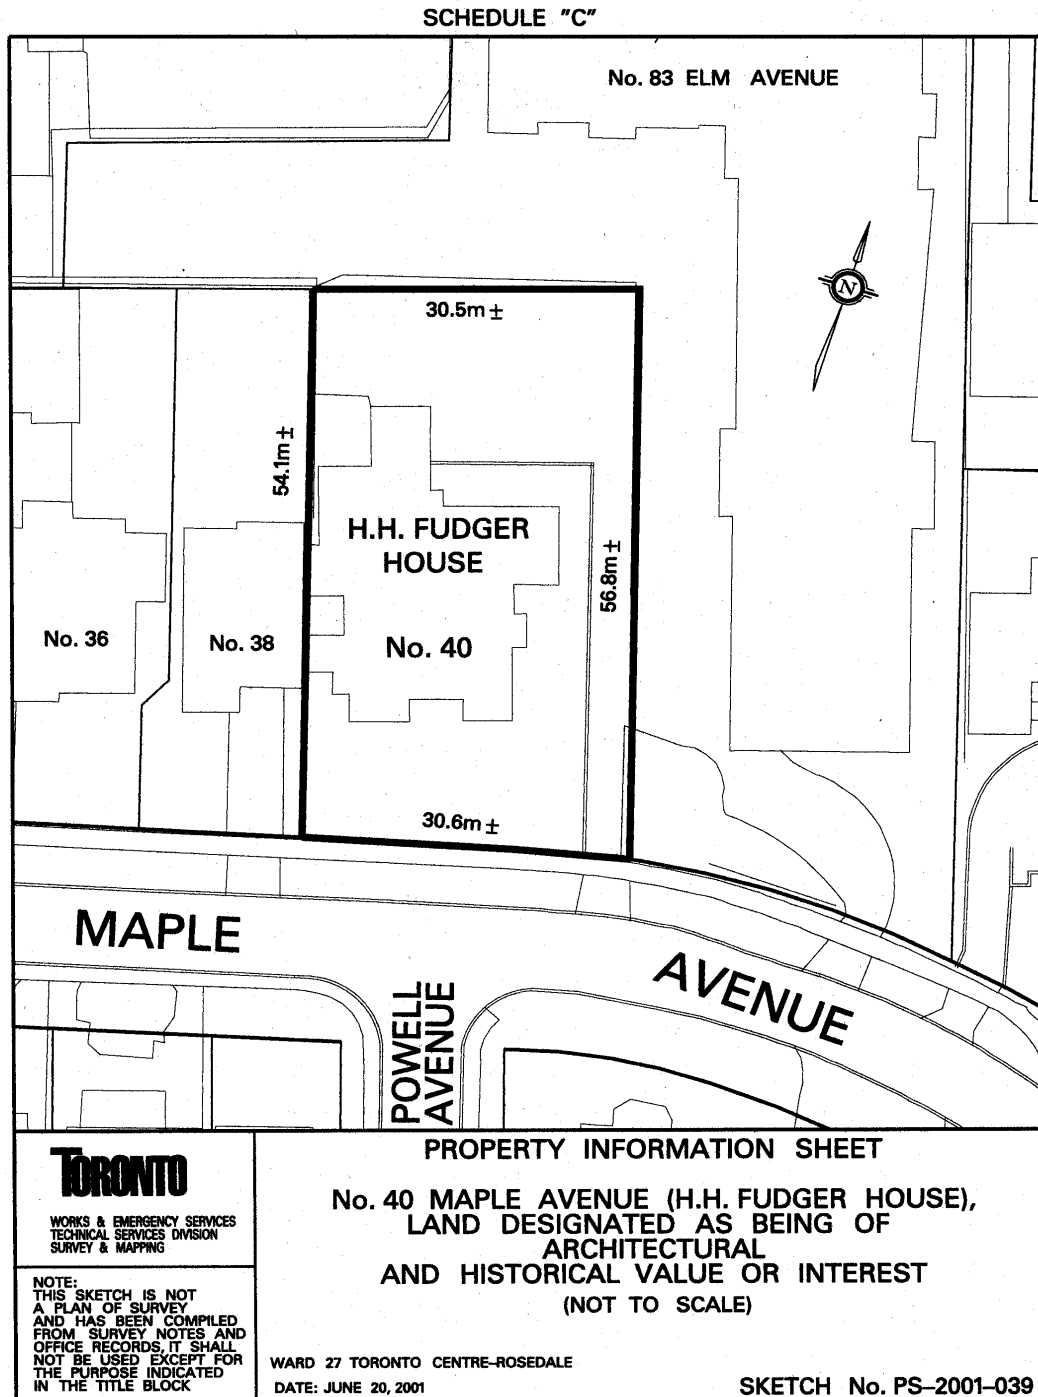 SCHEDULE "C"
No. 83 ELM AVENUE
30.5m ±
N
54.1m ±
H.H. FUDGER
HOUSE
56.8m ±
No. 36
No. 38
No. 40
30.6m ±
MAPLE
AVENUE
POWELL
AVENUE
TORONTO
WORKS & EMERGENCY SERVICES
TECHNICAL SERVICES DIVISION
SURVEY & MAPPING
NOTE:
THIS SKETCH IS NOT
A PLAN OF SURVEY
AND HAS BEEN COMPILED
FROM SURVEY NOTES AND
OFFICE RECORDS, IT SHALL
NOT BE USED EXCEPT FOR
THE PURPOSE INDICATED
IN THE TITLE BLOCK
PROPERTY INFORMATION SHEET
No. 40 MAPLE AVENUE (H.H. FUDGER HOUSE),
LAND DESIGNATED AS BEING OF
ARCHITECTURAL
AND HISTORICAL VALUE OR INTEREST
(NOT TO SCALE)
WARD 27 TORONTO CENTRE-ROSEDALE
DATE: JUNE 20, 2001
SKETCH No. PS-2001-039